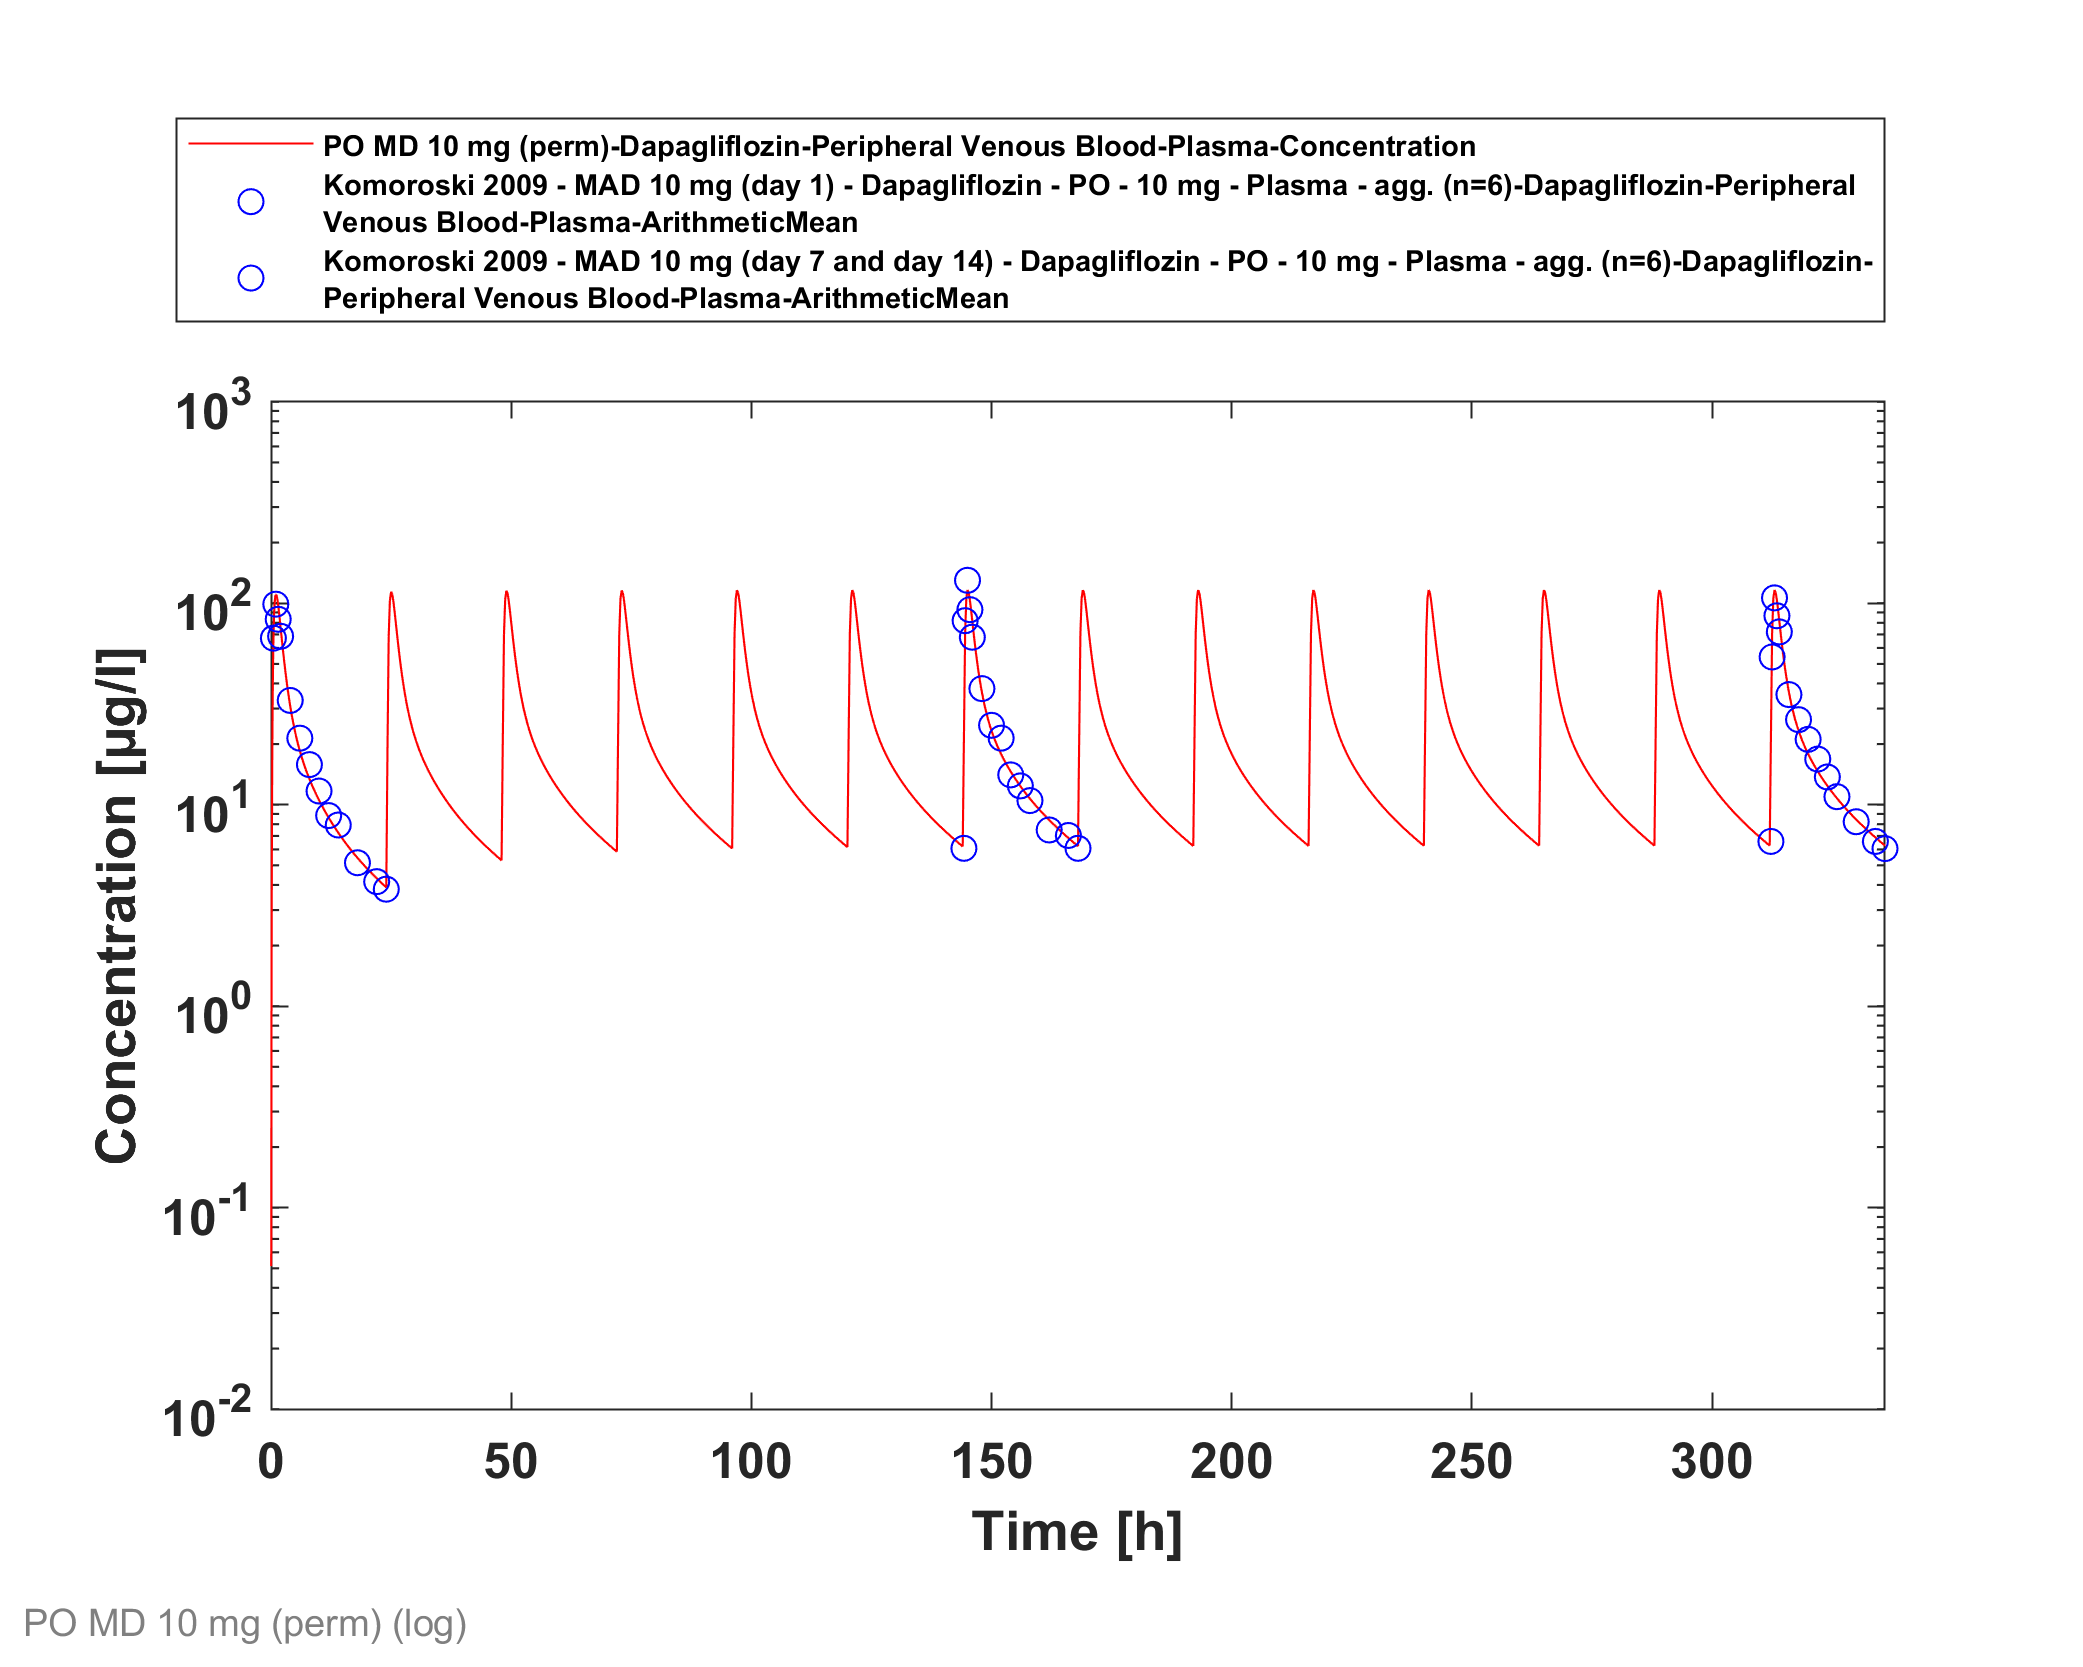 PO MD 10 mg (perm)-Dapagliflozin-Peripheral Venous Blood-Plasma-Concentration
Komoroski 2009 - MAD 10 mg (day 1) - Dapagliflozin - PO - 10 mg - Plasma - agg. (n=6)-Dapagliflozin-Peripheral
Venous Blood-Plasma-ArithmeticMean
Komoroski 2009 - MAD 10 mg (day 7 and day 14) - Dapagliflozin - PO - 10 mg - Plasma - agg. (n=6)-Dapagliflozin-
Peripheral Venous Blood-Plasma-ArithmeticMean
10^3
10^2
10^1
10^0
10^-1
10^-2
Concentration [µg/l]
0 50 100 150 200 250 300
Time [h]
PO MD 10 mg (perm) (log)